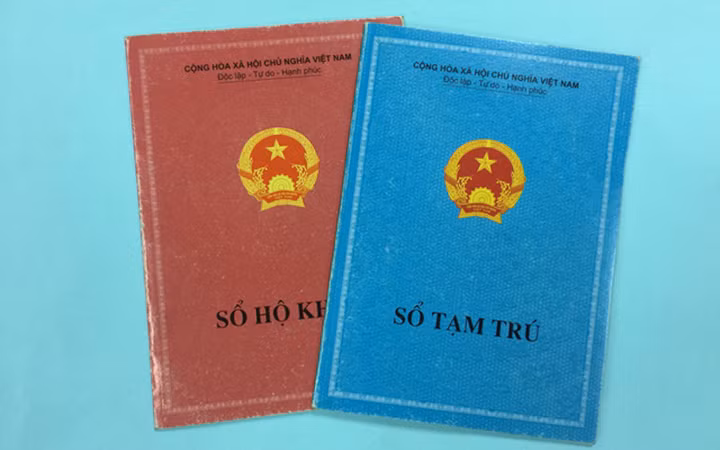 CỘNG HÒA XÃ HỘI CHỦ NGHĨA VIỆT NAM
Độc lập - Tự do - Hạnh phúc
SỔ HỘ KH
CỘNG HÒA XÃ HỘI CHỦ NGHĨA VIỆT NAM
Độc lập - Tự do - Hạnh phúc
SỔ TẠM TRÚ